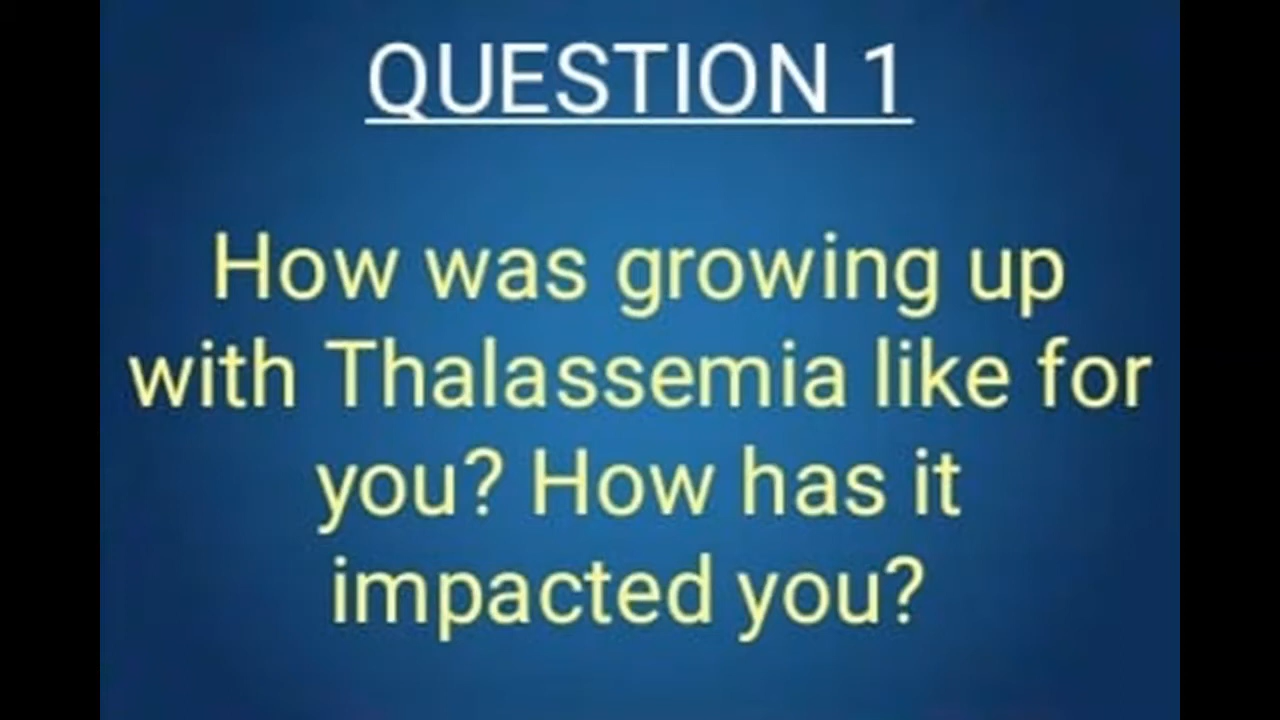 QUESTION 1
How was growing up
with Thalassemia like for
you? How has it
impacted you?